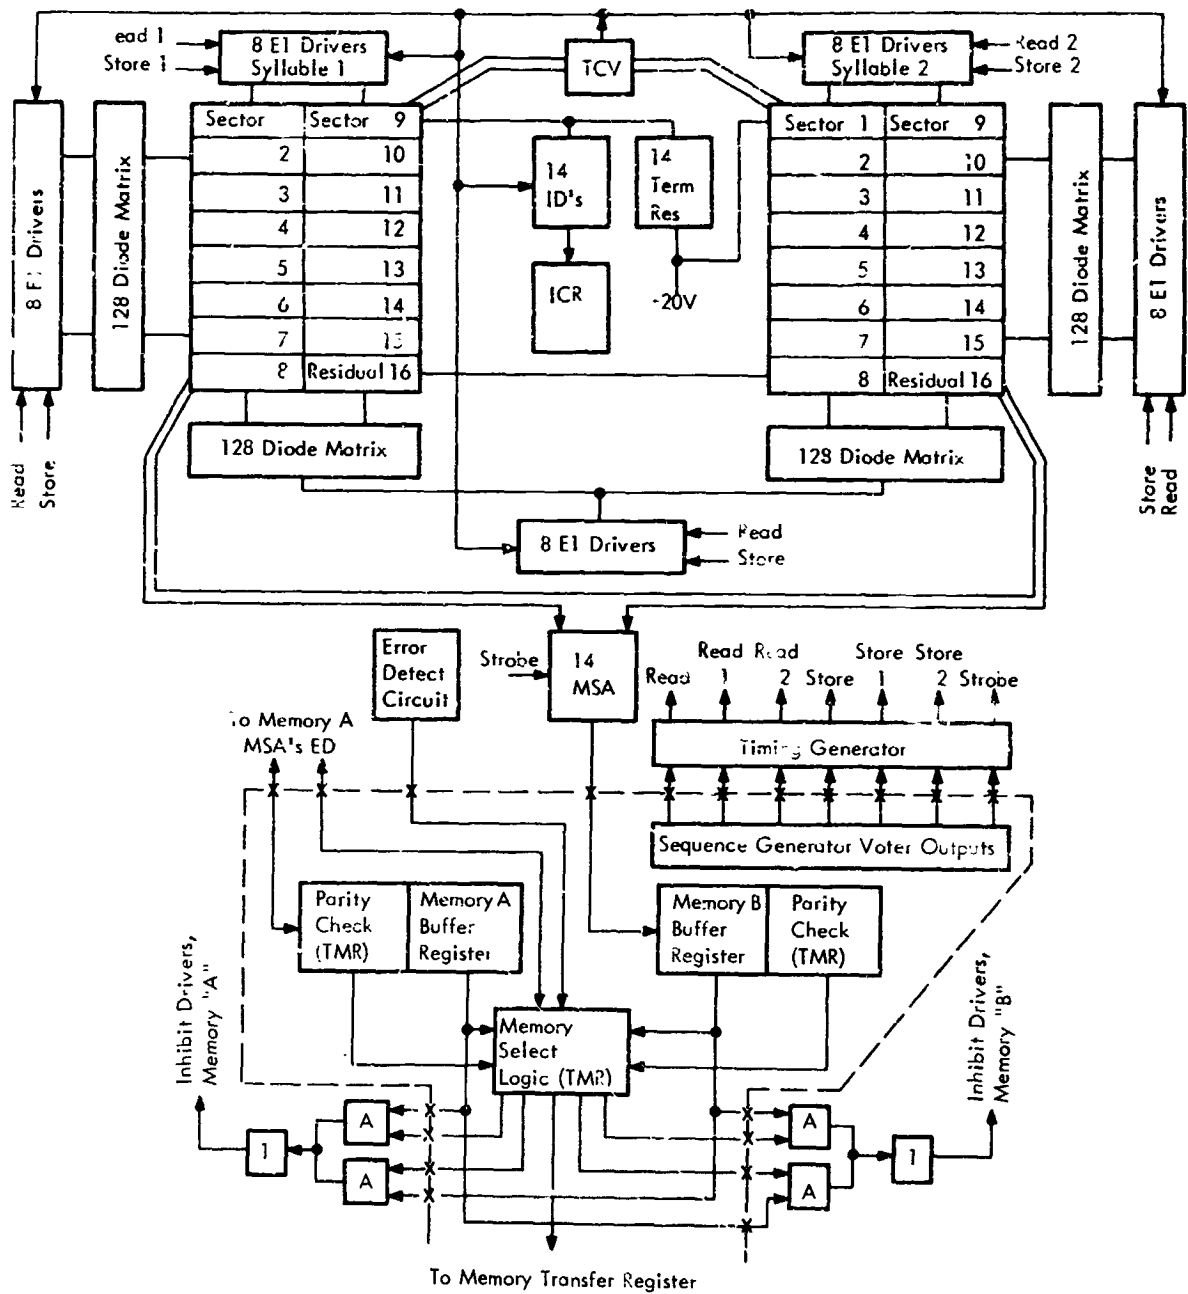 ead 1
Store 1
8 E1 Drivers
Syllable 1
TCV
8 E1 Drivers
Syllable 2
Read 2
Store 2
8 E1 Drivers
128 Diode Matrix
Sector
Sector 9
2 10
3 11
4 12
5 13
6 14
7 15
8 Residual 16
14
ID's
ICR
14
Term
Res
-20V
Sector 1
Sector 9
2 10
3 11
4 12
5 13
6 14
7 15
8 Residual 16
128 Diode Matrix
8 E1 Drivers
Read
Store
128 Diode Matrix
128 Diode Matrix
Store
Read
8 E1 Drivers
Read
Store
Error
Detect
Circuit
Strobe
14
MSA
Read Read Store Store
Read 1 2 Store 1 2 Strobe
Timing Generator
Sequence Generator Voter Outputs
To Memory A
MSA's ED
Parity
Check
(TMR)
Memory A
Buffer
Register
Memory B
Buffer
Register
Parity
Check
(TMR)
Inhibit Drivers,
Memory "A"
Memory
Select
Logic (TMR)
Inhibit Drivers,
Memory "B"
A
A
1
A
A
1
To Memory Transfer Register